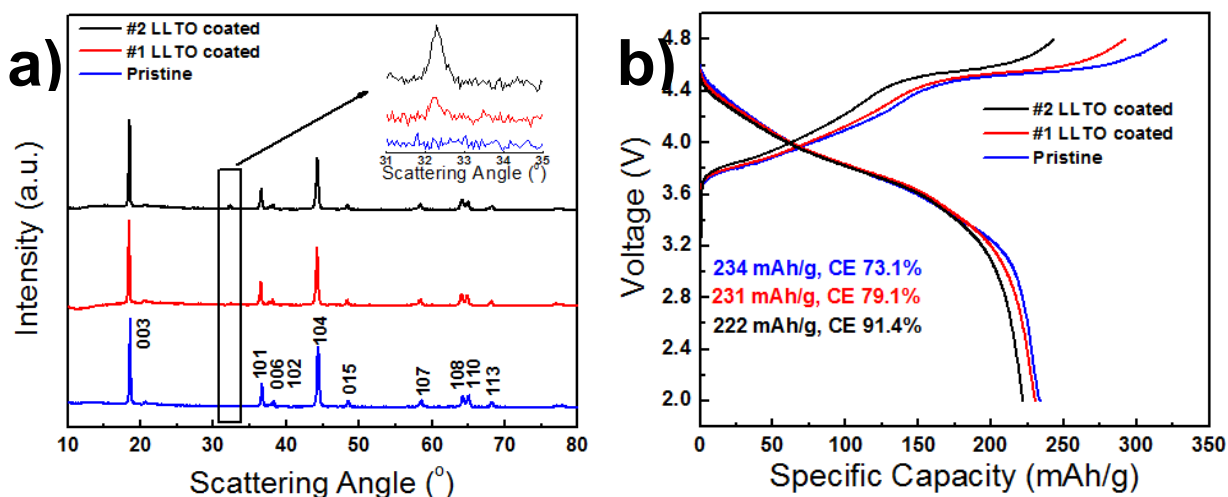 a)
#2 LLTO coated
#1 LLTO coated
Pristine
31 32 33 34 35
Scattering Angle (°)
003
101
006
102
104
015
107
108
110
113
10 20 30 40 50 60 70 80
Scattering Angle (°)
Intensity (a.u.)
b)
4.8
4.4
4.0
3.6
3.2
2.8
2.4
2.0
Voltage (V)
#2 LLTO coated
#1 LLTO coated
Pristine
234 mAh/g, CE 73.1%
231 mAh/g, CE 79.1%
222 mAh/g, CE 91.4%
0 50 100 150 200 250 300 350
Specific Capacity (mAh/g)